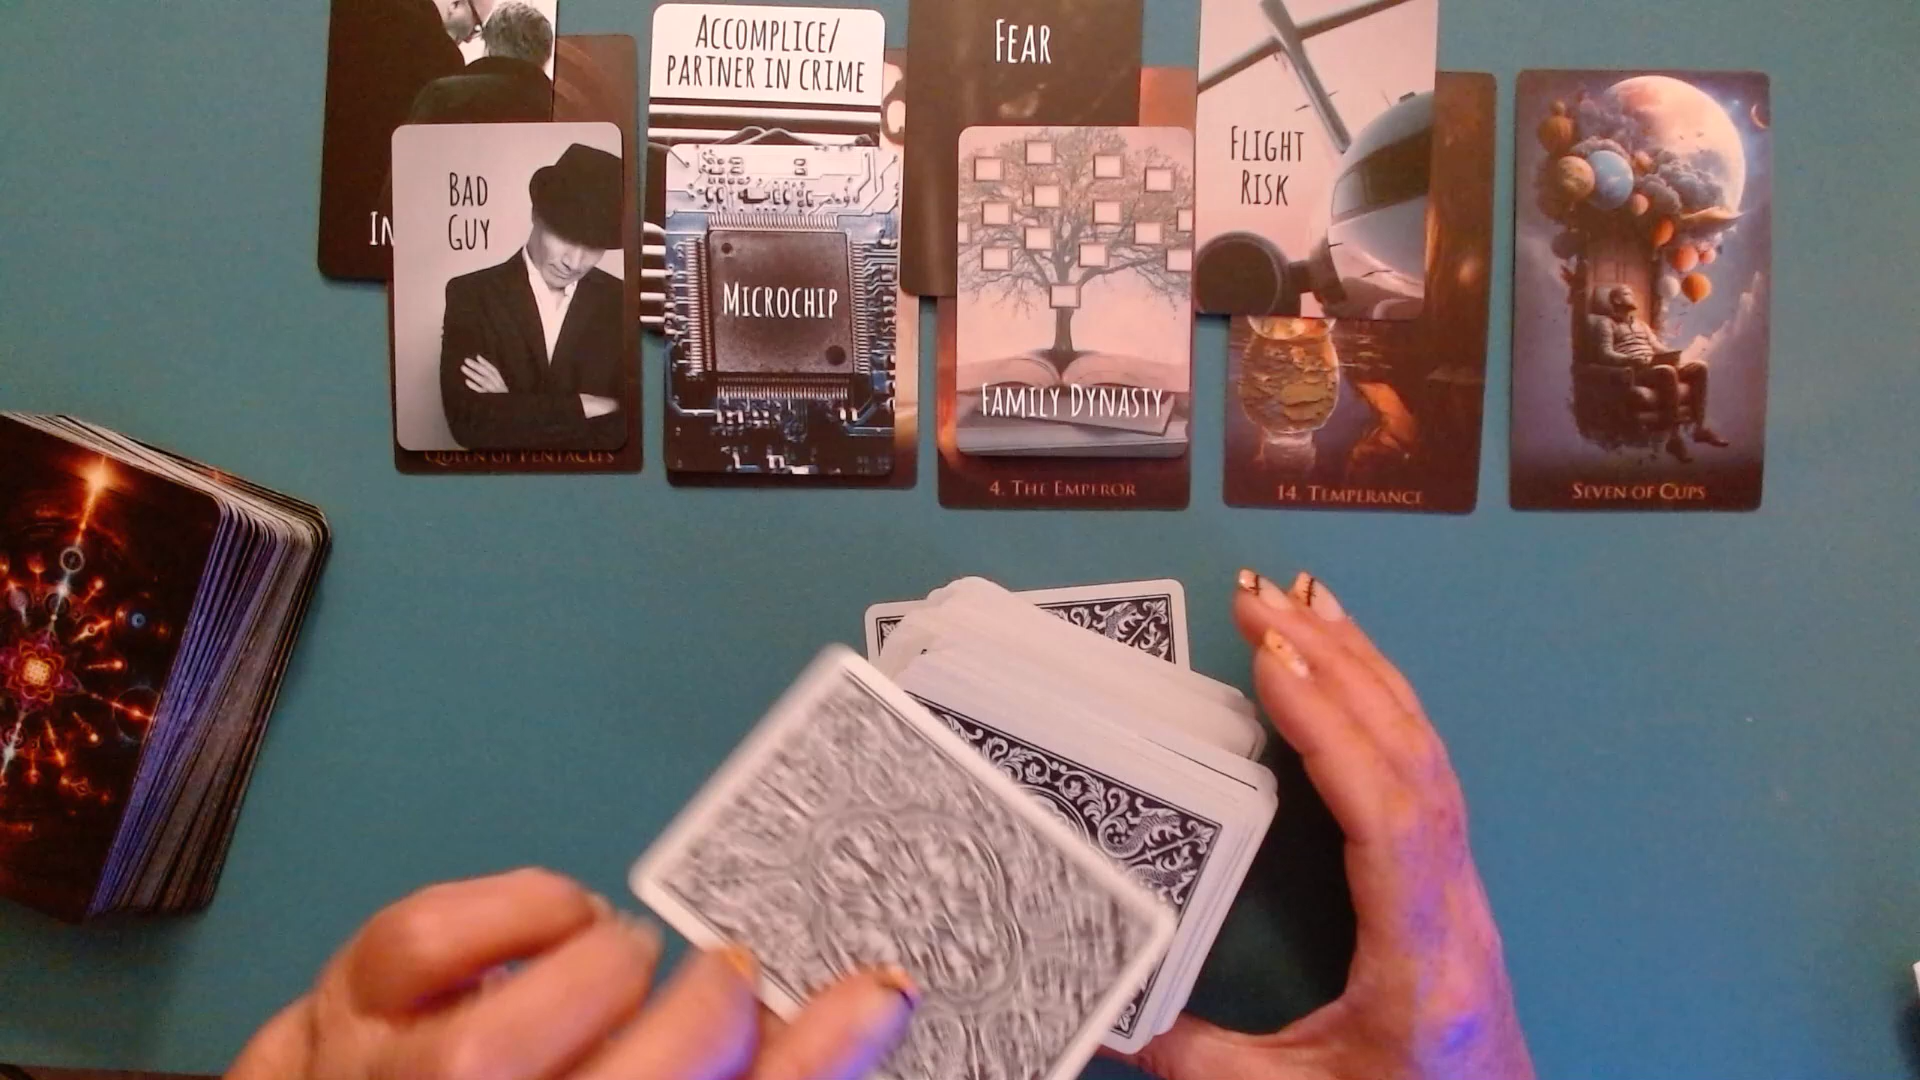 ACCOMPLICE/
PARTNER IN CRIME
FEAR
FLIGHT
RISK
BAD
GUY
MICROCHIP
FAMILY DYNASTY
QUEEN OF PENTACLES
4. THE EMPEROR
14. TEMPERANCE
SEVEN OF CUPS